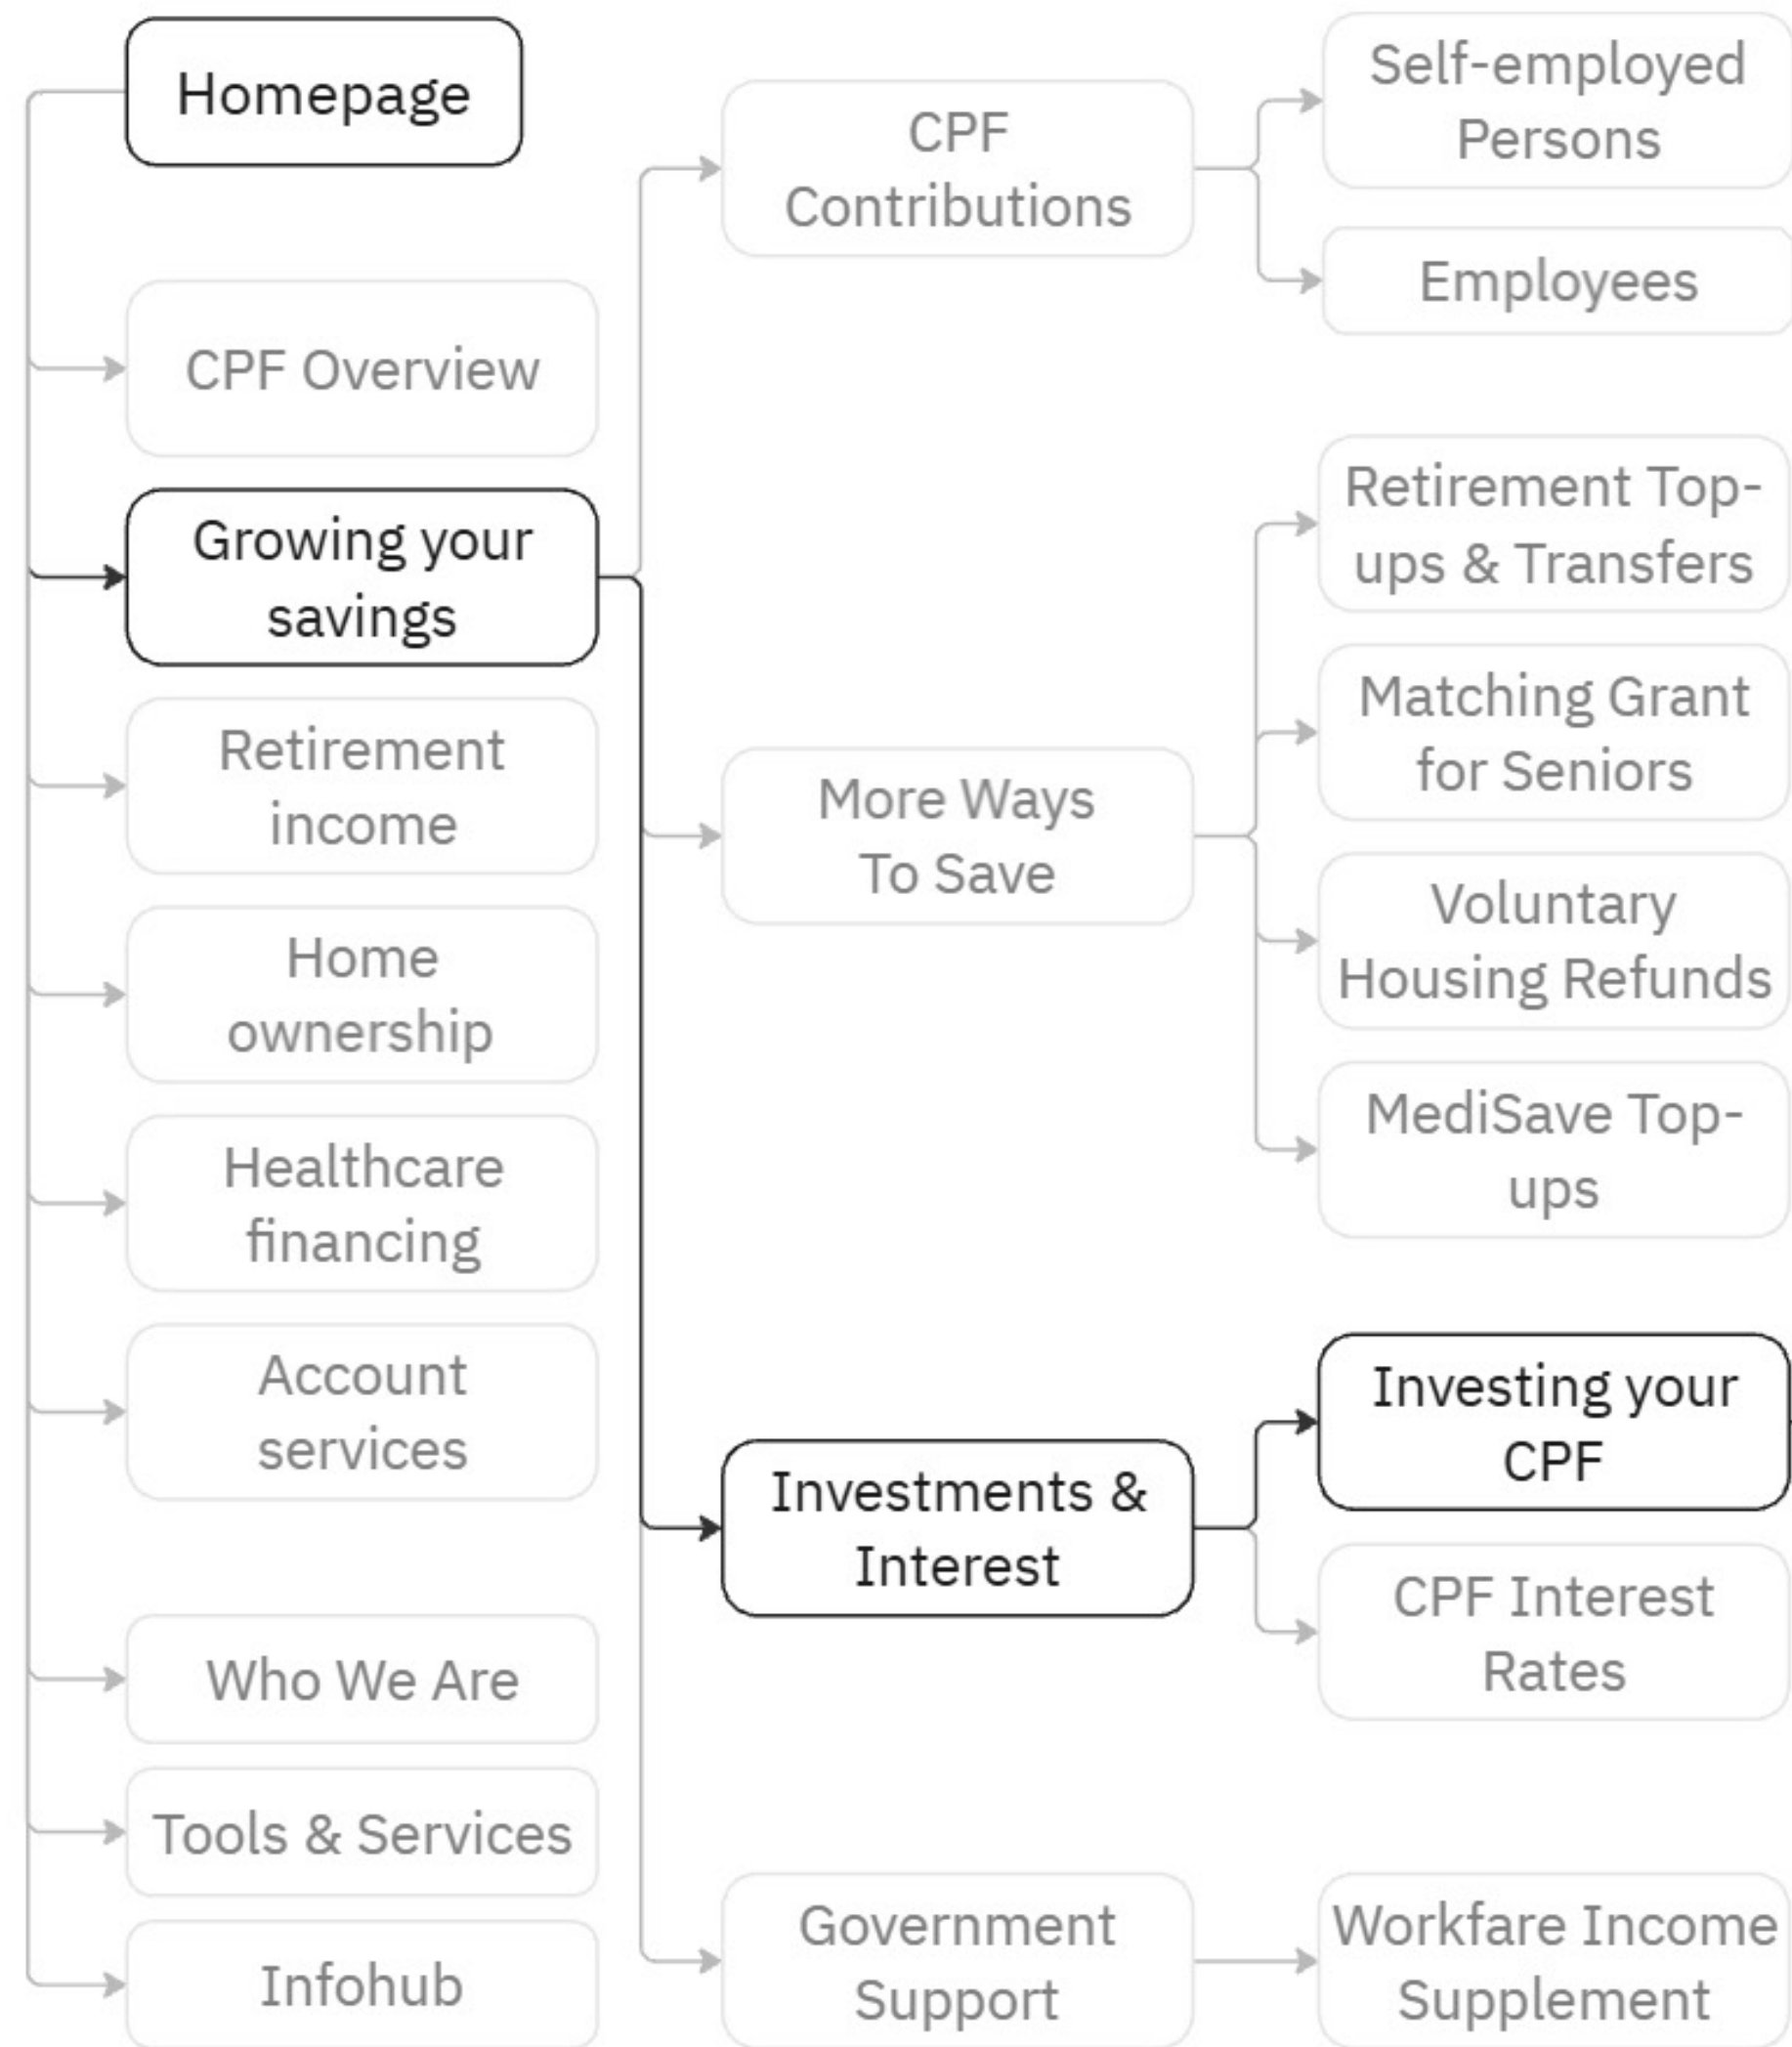 Homepage
CPF Overview
Growing your
savings
Retirement
income
Home
ownership
Healthcare
financing
Account
services
Who We Are
Tools & Services
Infohub
CPF
Contributions
More Ways
To Save
Investments &
Interest
Government
Support
Self-employed
Persons
Employees
Retirement Top-
ups & Transfers
Matching Grant
for Seniors
Voluntary
Housing Refunds
MediSave Top-
ups
Investing your
CPF
CPF Interest
Rates
Workfare Income
Supplement